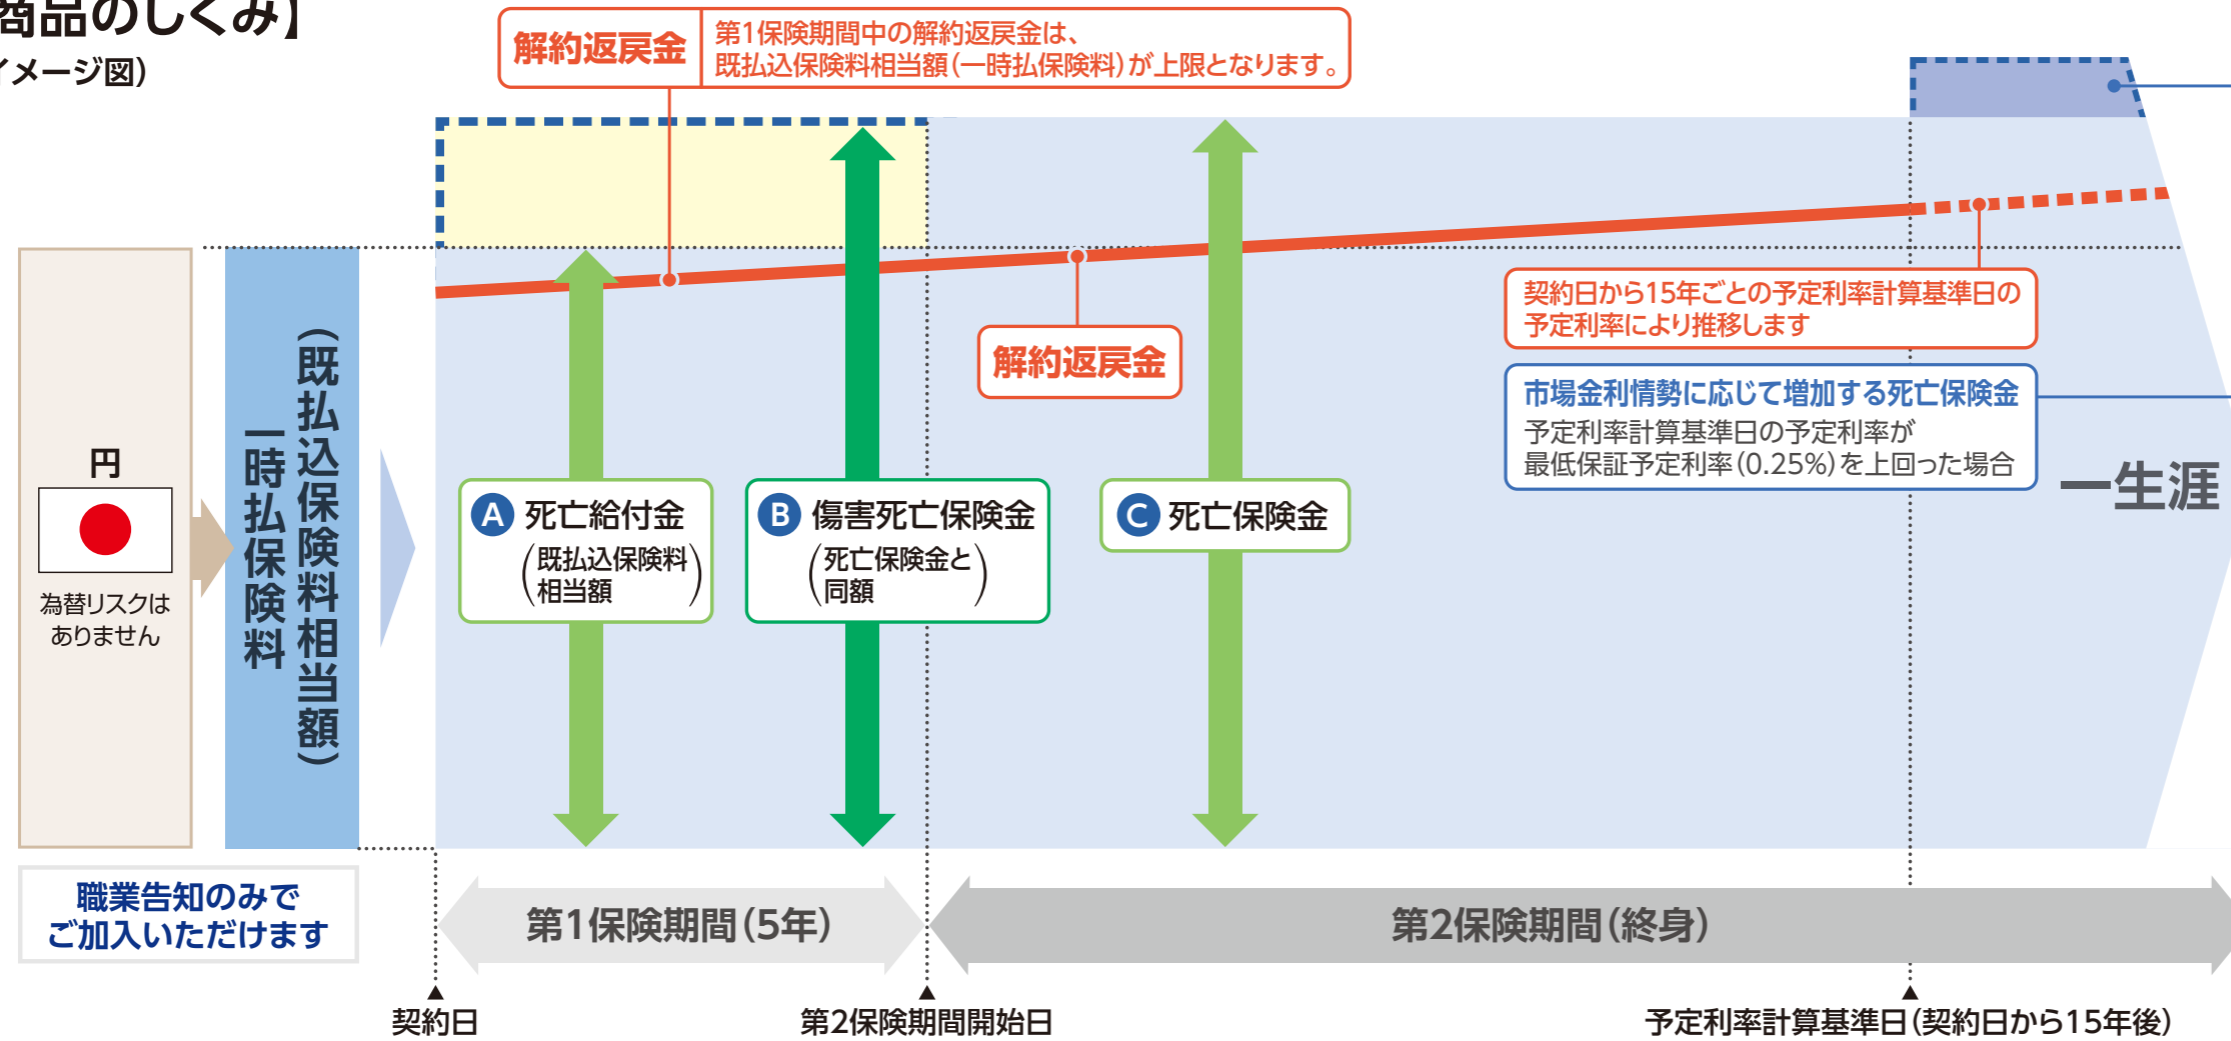 商品のしくみ】
イメージ図）
解約返戻金
第1保険期間中の解約返戻金は、
既払込保険料相当額（一時払保険料）が上限となります。
円
為替リスクは
ありません
一時払保険料
（既払込保険料相当額）
職業告知のみで
ご加入いただけます
A 死亡給付金
（既払込保険料
相当額）
B 傷害死亡保険金
（死亡保険金と
同額）
C 死亡保険金
解約返戻金
契約日から15年ごとの予定利率計算基準日の
予定利率により推移します
市場金利情勢に応じて増加する死亡保険金
予定利率計算基準日の予定利率が
最低保証予定利率（0.25%）を上回った場合
一生涯
第1保険期間（5年）
第2保険期間（終身）
▲
契約日
▲
第2保険期間開始日
▲
予定利率計算基準日（契約日から15年後）